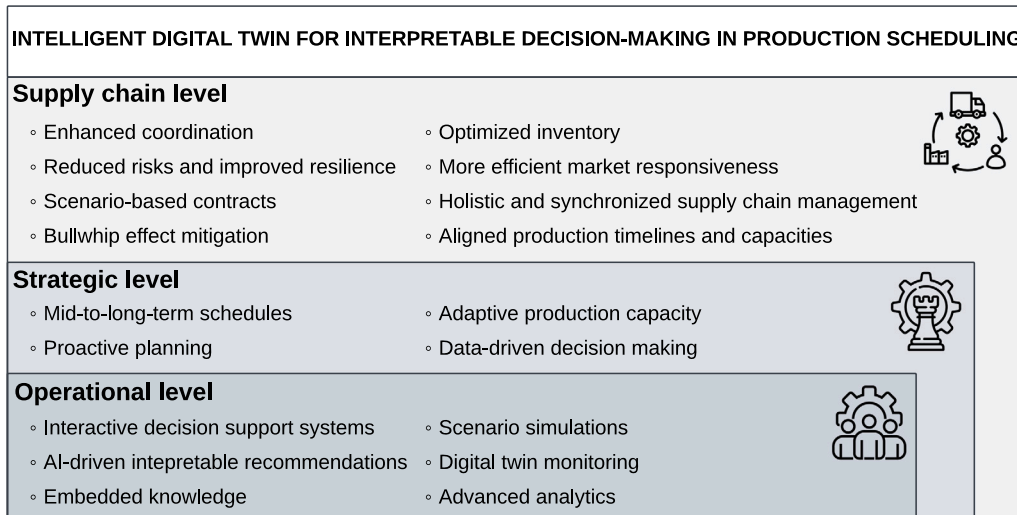 INTELLIGENT DIGITAL TWIN FOR INTERPRETABLE DECISION-MAKING IN PRODUCTION SCHEDULING
Supply chain level
◦ Enhanced coordination
◦ Reduced risks and improved resilience
◦ Scenario-based contracts
◦ Bullwhip effect mitigation
◦ Optimized inventory
◦ More efficient market responsiveness
◦ Holistic and synchronized supply chain management
◦ Aligned production timelines and capacities
Strategic level
◦ Mid-to-long-term schedules
◦ Proactive planning
◦ Adaptive production capacity
◦ Data-driven decision making
Operational level
◦ Interactive decision support systems
◦ AI-driven intepretable recommendations
◦ Embedded knowledge
◦ Scenario simulations
◦ Digital twin monitoring
◦ Advanced analytics